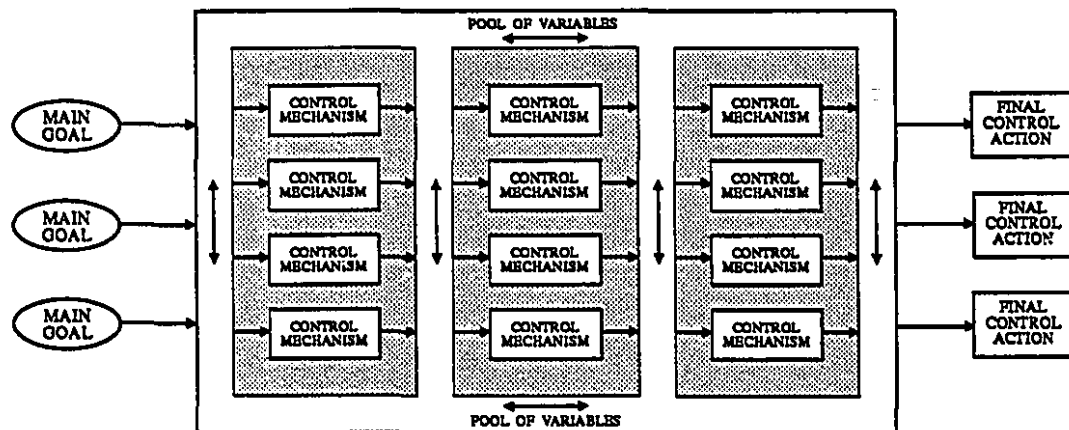 POOL OF VARIABLES
MAIN
GOAL
MAIN
GOAL
MAIN
GOAL
CONTROL
MECHANISM
CONTROL
MECHANISM
CONTROL
MECHANISM
CONTROL
MECHANISM
CONTROL
MECHANISM
CONTROL
MECHANISM
CONTROL
MECHANISM
CONTROL
MECHANISM
CONTROL
MECHANISM
CONTROL
MECHANISM
CONTROL
MECHANISM
CONTROL
MECHANISM
FINAL
CONTROL
ACTION
FINAL
CONTROL
ACTION
FINAL
CONTROL
ACTION
POOL OF VARIABLES